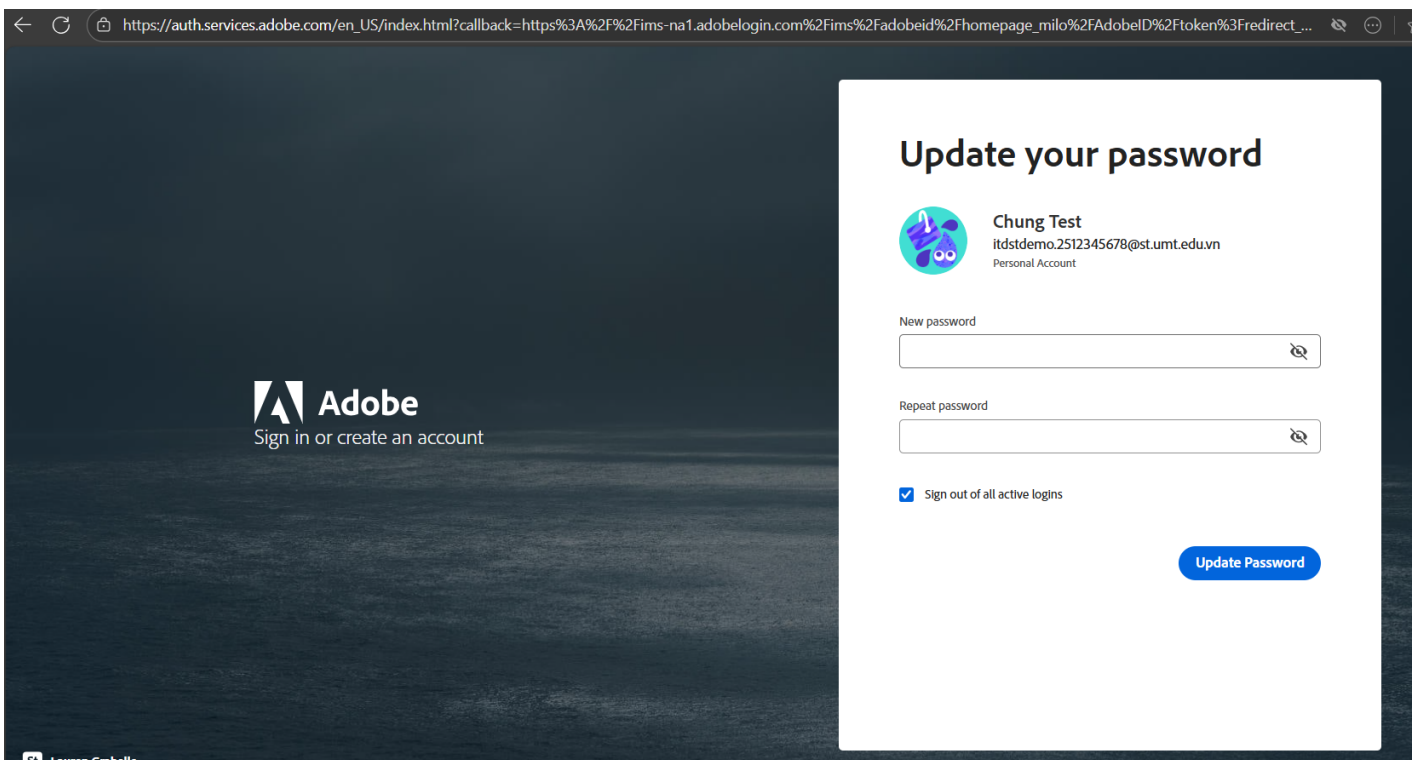 https://auth.services.adobe.com/en_US/index.html?callback=https%3A%2F%2Fims-na1.adobelogin.com%2Fims%2Fadobeid%2Fhomepage_milo%2FAdobeID%2Ftoken%3Fredirect_...
Update your password
Chung Test
itdstdemo.2512345678@st.umt.edu.vn
Personal Account
New password
Adobe
Sign in or create an account
Repeat password
Sign out of all active logins
Update Password